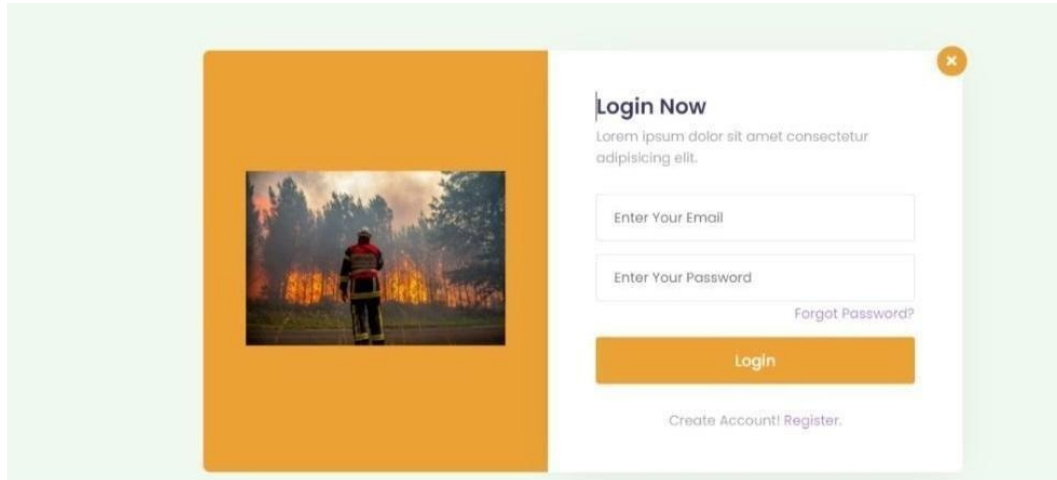 Login Now
Lorem ipsum dolor sit amet consectetur
adipisicing elit.
Enter Your Email
Enter Your Password
Forgot Password?
Login
Create Account! Register.